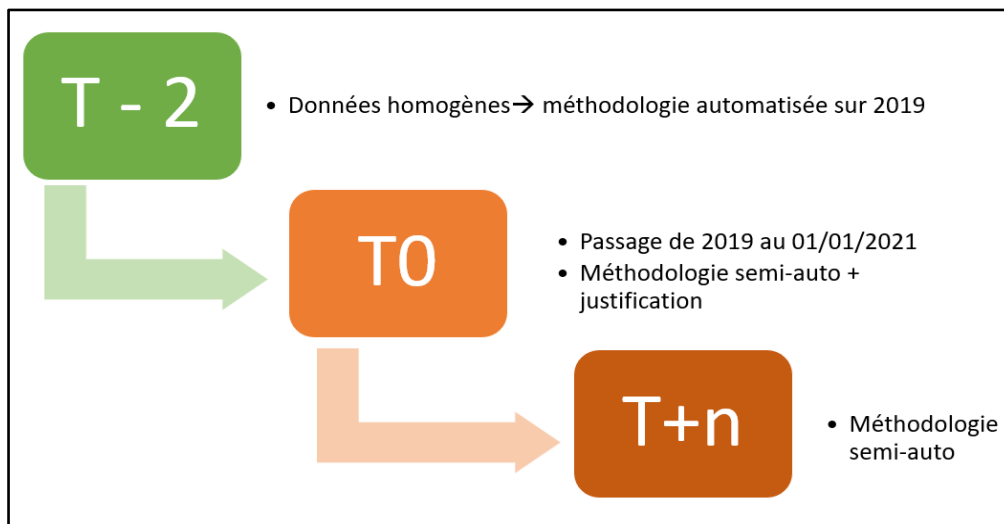 T - 2
• Données homogènes→ méthodologie automatisée sur 2019
T0
• Passage de 2019 au 01/01/2021
• Méthodologie semi-auto +
justification
T+n
• Méthodologie
semi-auto